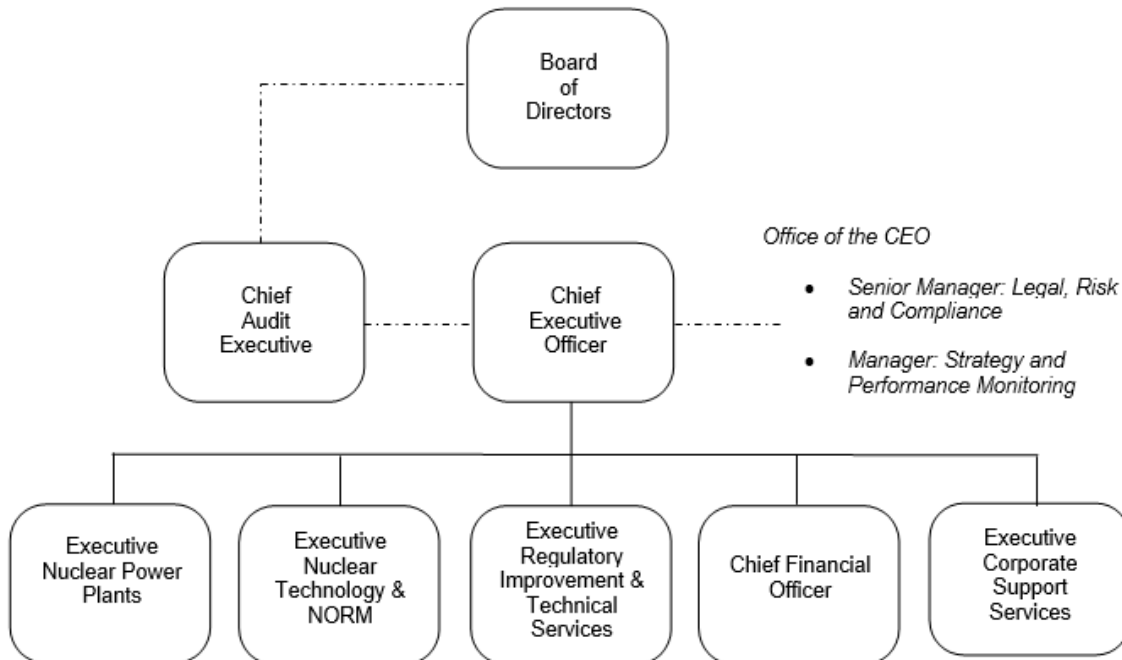 Board
of
Directors
Office of the CEO
Chief
Audit
Executive
Chief
Executive
Officer
• Senior Manager: Legal, Risk
and Compliance
• Manager: Strategy and
Performance Monitoring
Executive
Nuclear Power
Plants
Executive
Nuclear
Technology &
NORM
Executive
Regulatory
Improvement &
Technical
Services
Chief Financial
Officer
Executive
Corporate
Support
Services